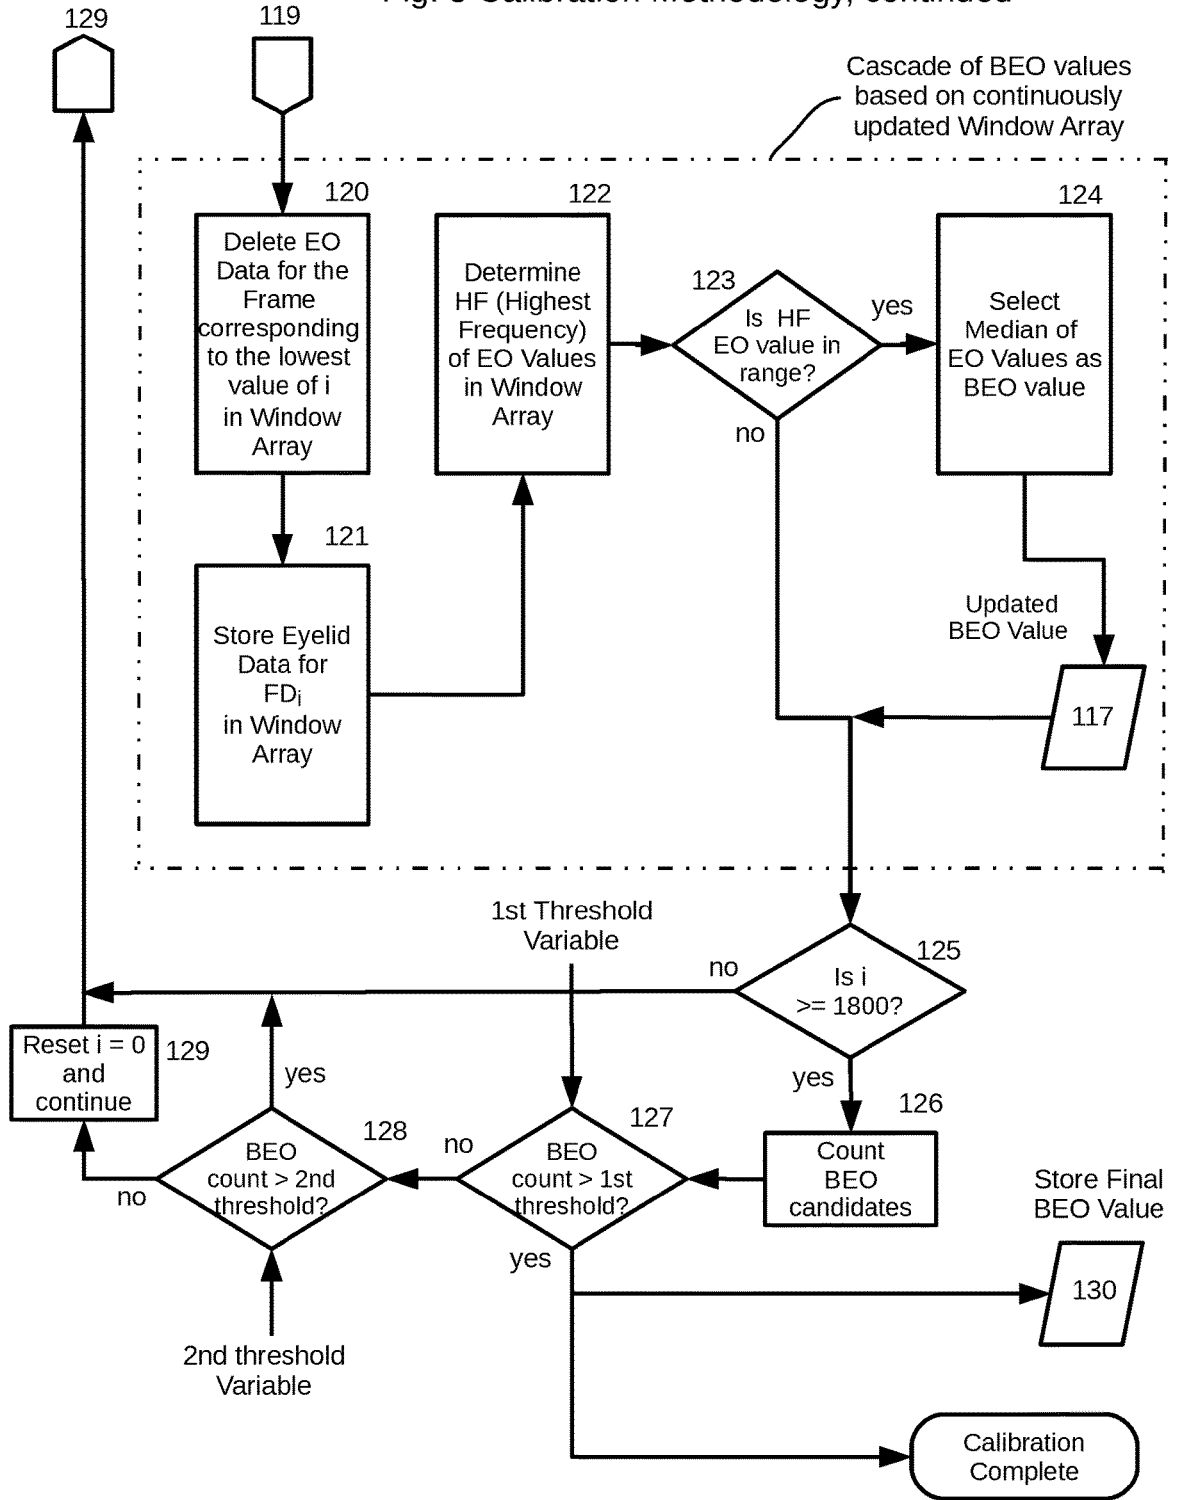 129
119
Calibration Methodology, continued
Cascade of BEO values
based on continuously
updated Window Array
120
Delete EO
Data for the
Frame
corresponding
to the lowest
value of i
in Window
Array
121
Store Eyelid
Data for
FDi
in Window
Array
122
Determine
HF (Highest
Frequency)
of EO Values
in Window
Array
123
Is HF
EO value in
range?
yes
no
124
Select
Median of
EO Values as
BEO value
Updated
BEO Value
117
125
Is i
>= 1800?
no
yes
126
Count
BEO
candidates
1st Threshold
Variable
127
BEO
count > 1st
threshold?
no
yes
128
BEO
count > 2nd
threshold?
yes
no
2nd threshold
Variable
129
Reset i = 0
and
continue
Store Final
BEO Value
130
Calibration
Complete